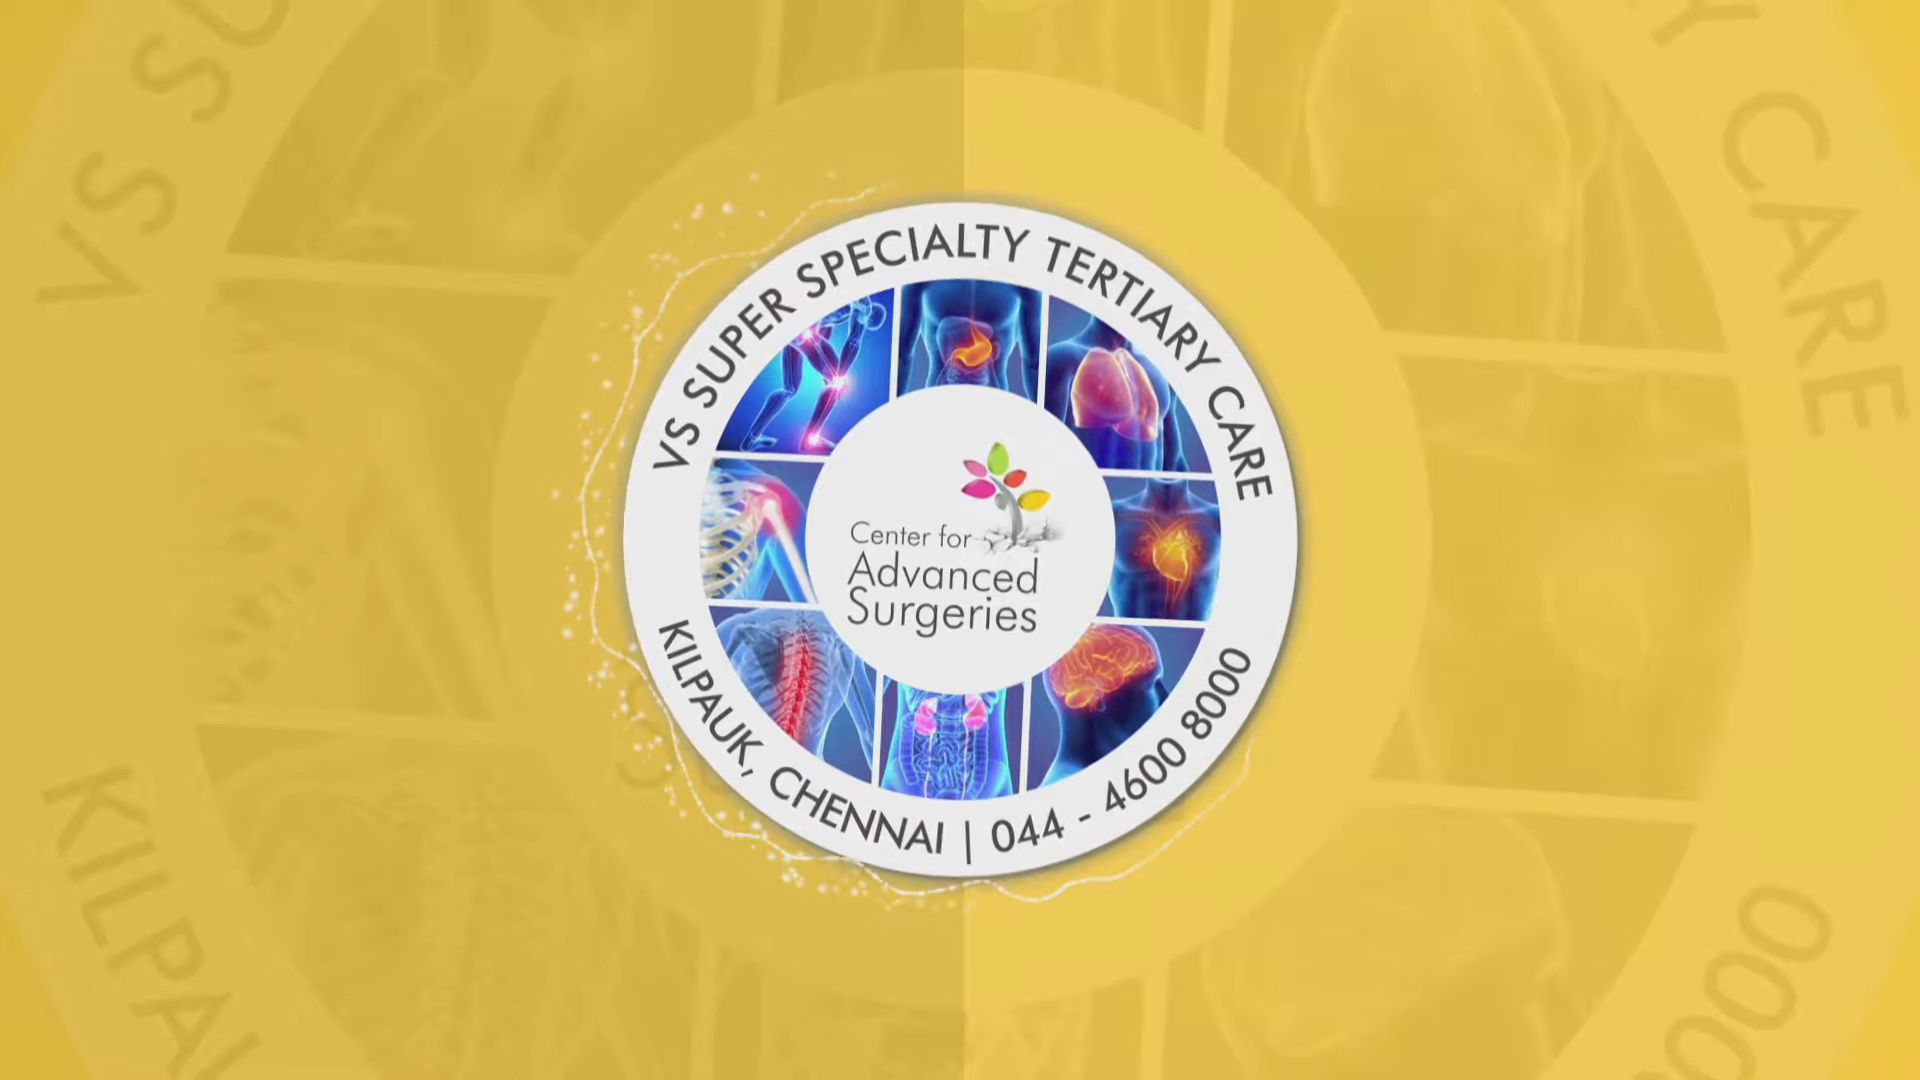 VS SUPER SPECIALTY TERTIARY CARE
Center for
Advanced
Surgeries
KILPAUK, CHENNAI | 044 - 4600 8000